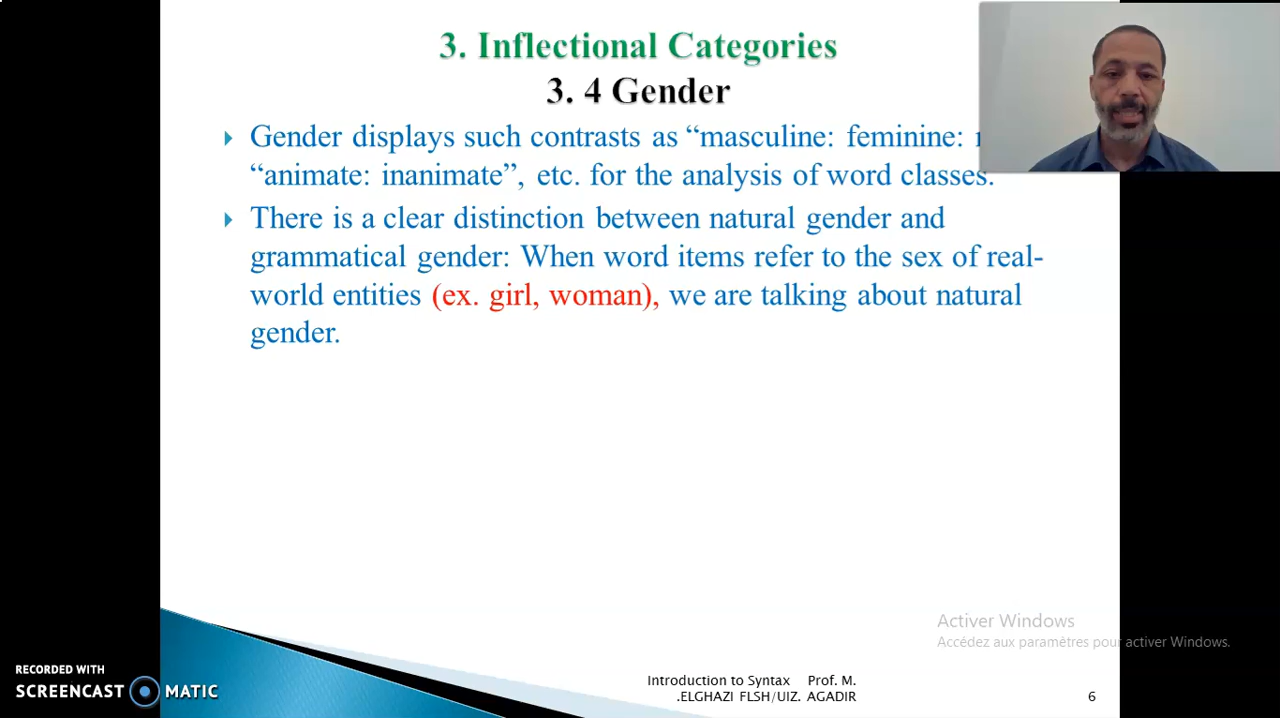 3. Inflectional Categories
3. 4 Gender
Gender displays such contrasts as “masculine: feminine:
“animate: inanimate”, etc. for the analysis of word classes.
There is a clear distinction between natural gender and
grammatical gender: When word items refer to the sex of real-
world entities (ex. girl, woman), we are talking about natural
gender.
Activer Windows
Accédez aux paramètres pour activer Windows.
RECORDED WITH
SCREENCAST MATIC
Introduction to Syntax Prof. M.
.ELGHAZI FLSH/UIZ. AGADIR
6